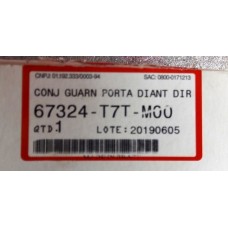 CNPJ 01.192.333/0003-94 SAC: 0800-0171213
CONJ GUARN PORTA DIANT DIR
67324-T7T-M00
QTD:1 LOTE: 20190605